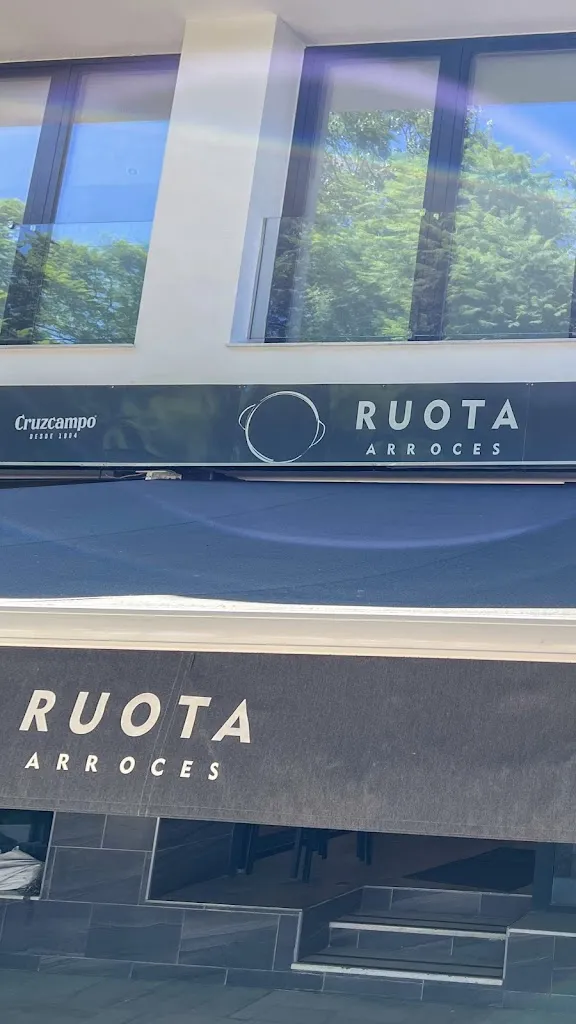 Cruzcampo
DESDE 1904
RUOTA
ARROCES
RUOTA
ARROCES